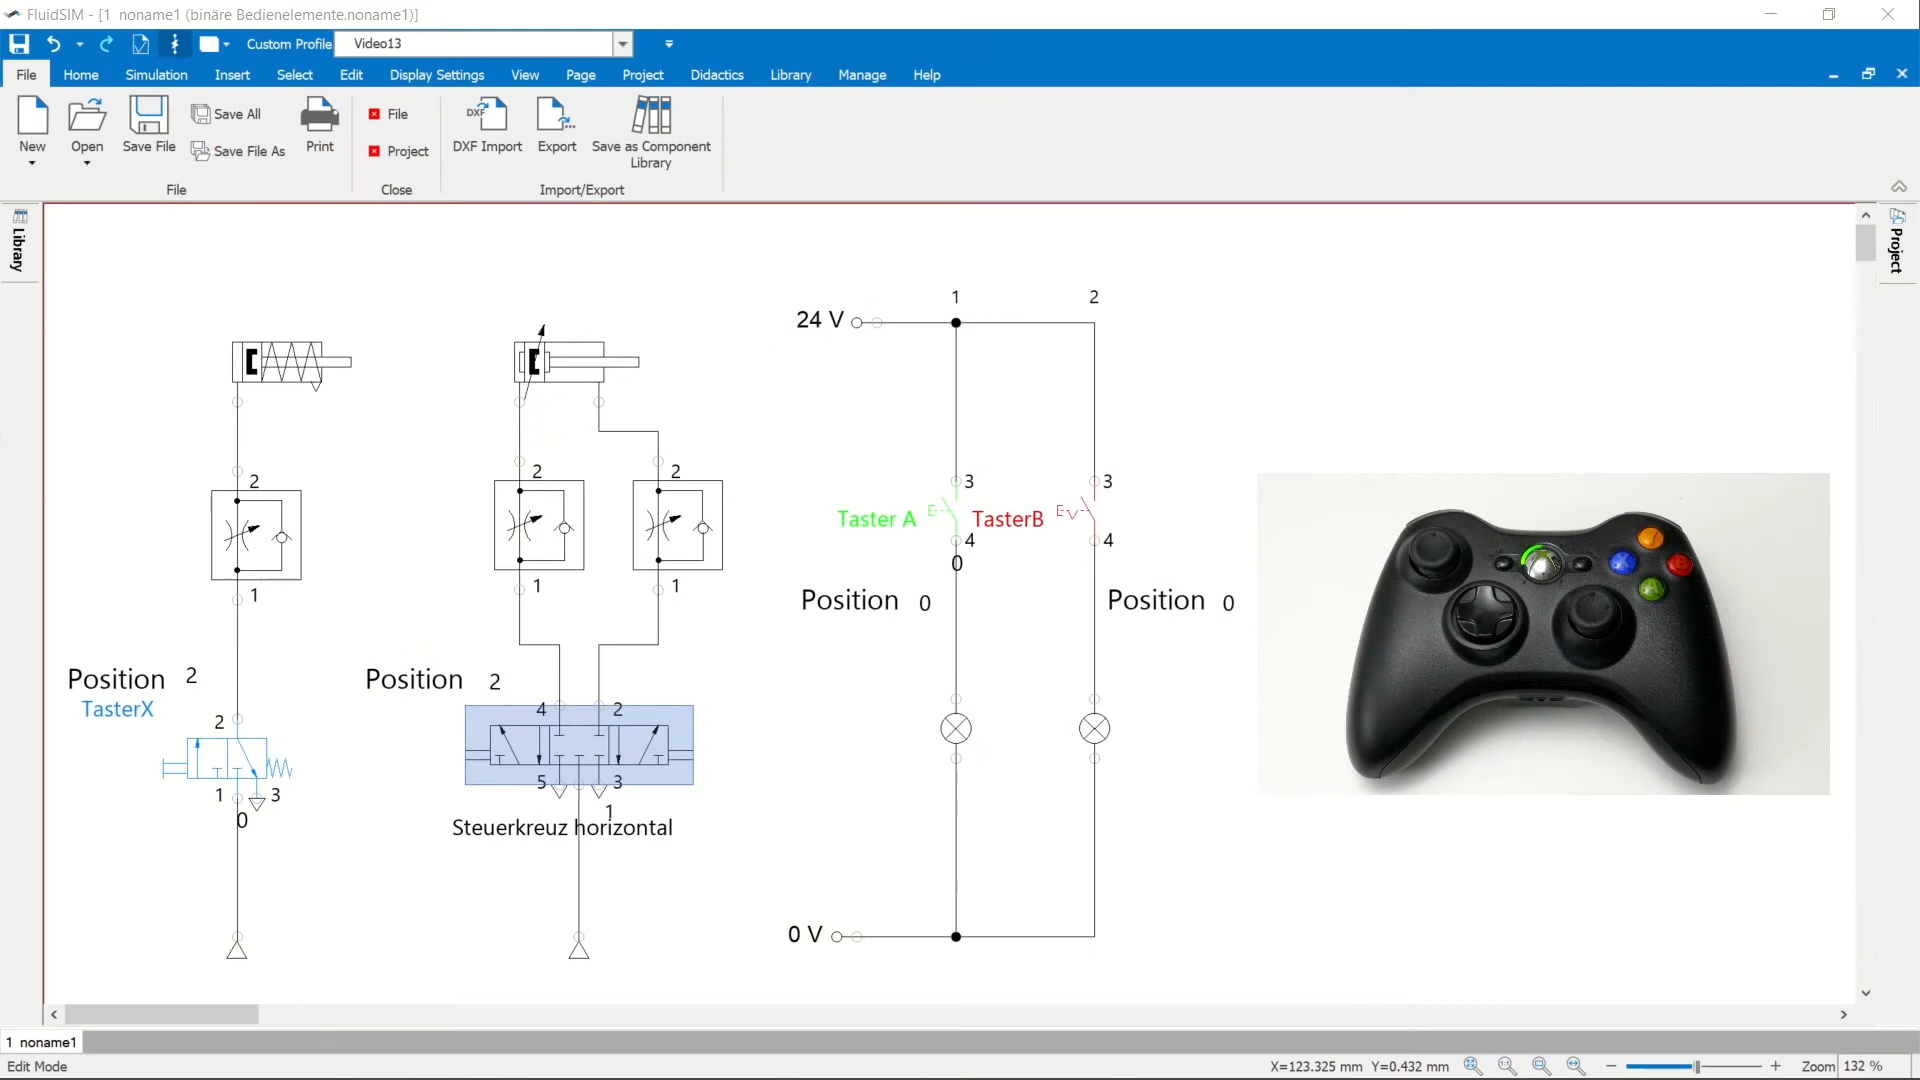 FluidSIM - [1 noname1 (binäre Bedienelemente.noname1)]
Custom Profile Video13
File Home Simulation Insert Select Edit Display Settings View Page Project Didactics Library Manage Help
New
Open
Save File
Save All
Save File As
Print
File
Project
DXF
DXF Import
Export
Save as Component
Library
File Close Import/Export
Library
Project
1 2
24 V
2
1
2
1
2
1
3 3
Taster A
TasterB
4 4
0
Position 0
Position 0
Position 2
TasterX
Position 2
2
1 3
0
4 2
5 3
1
Steuerkreuz horizontal
0 V
X Y B A
1 noname1
Edit Mode
X=123.325 mm Y=0.432 mm
Zoom 132 %